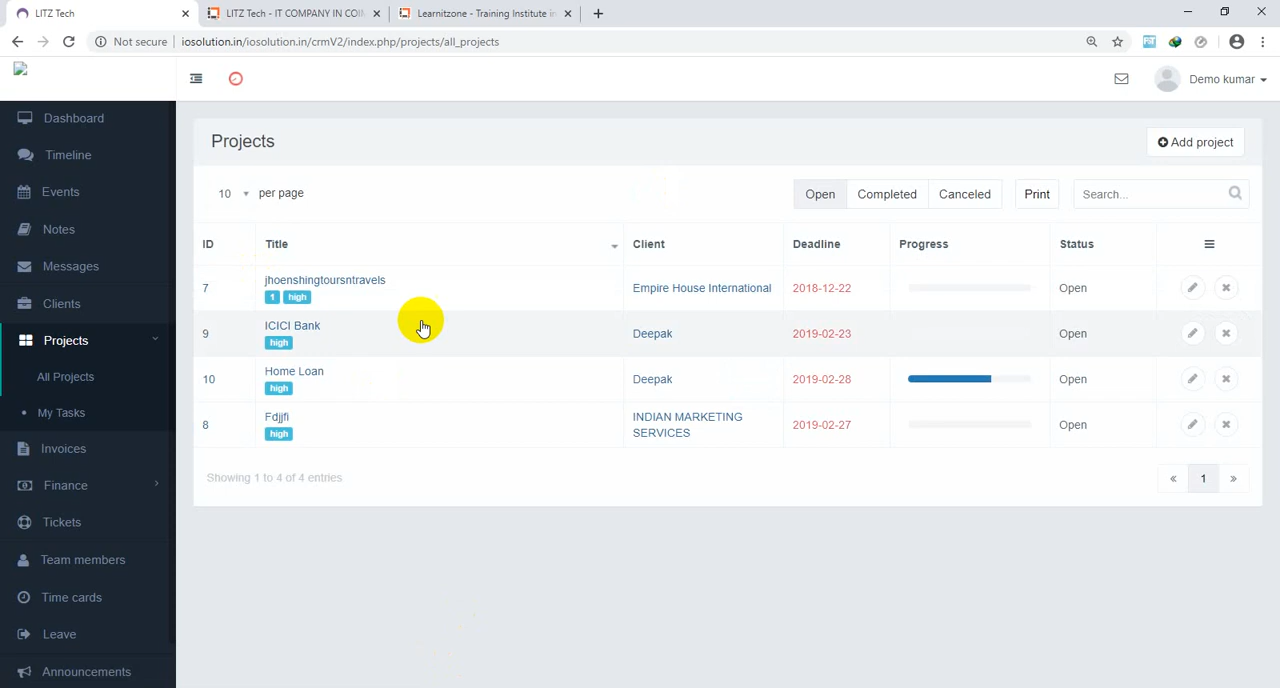 LITZ Tech
LITZ Tech - IT COMPANY IN COI
Learnitzone - Training Institute in
Not secure
iosolution.in/iosolution.in/crmV2/index.php/projects/all_projects
Demo kumar
Dashboard
Timeline
Events
Notes
Messages
Clients
Projects
All Projects
My Tasks
Invoices
Finance
Tickets
Team members
Time cards
Leave
Announcements
Projects
Add project
10 per page
Open Completed Canceled Print Search...
ID Title Client Deadline Progress Status
7 jhoenshingtoursntravels Empire House International 2018-12-22 Open
1 high
9 ICICI Bank Deepak 2019-02-23 Open
high
10 Home Loan Deepak 2019-02-28 Open
high
8 Fdjjfi INDIAN MARKETING SERVICES 2019-02-27 Open
high
Showing 1 to 4 of 4 entries
« 1 »